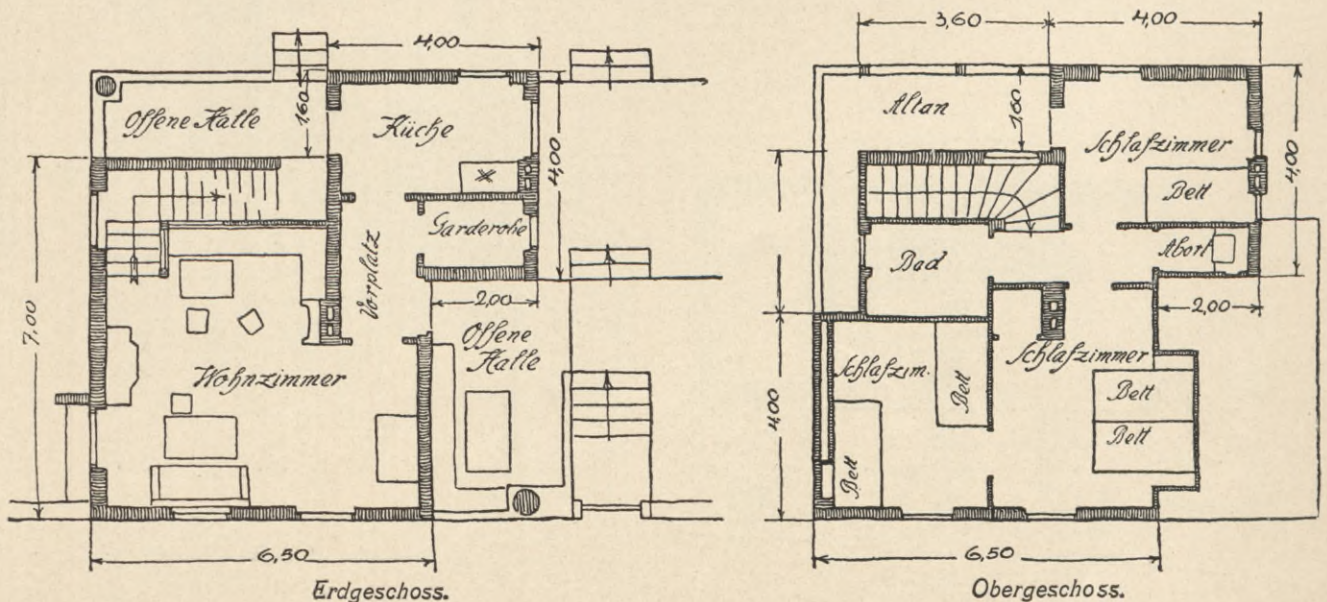 4,00
1,60
Offene Halle
Küche
4,00
Garderobe
Vorplatz
2,00
7,00
Offene
Halle
Wohnzimmer
6,50
Erdgeschoss.
3,60
4,00
Altan
1,60
Schlafzimmer
4,00
Bett
Bad
Abort
2,00
Schlafzim.
Schlafzimmer
4,00
Bett
Bett
Bett
Bett
6,50
Obergeschoss.